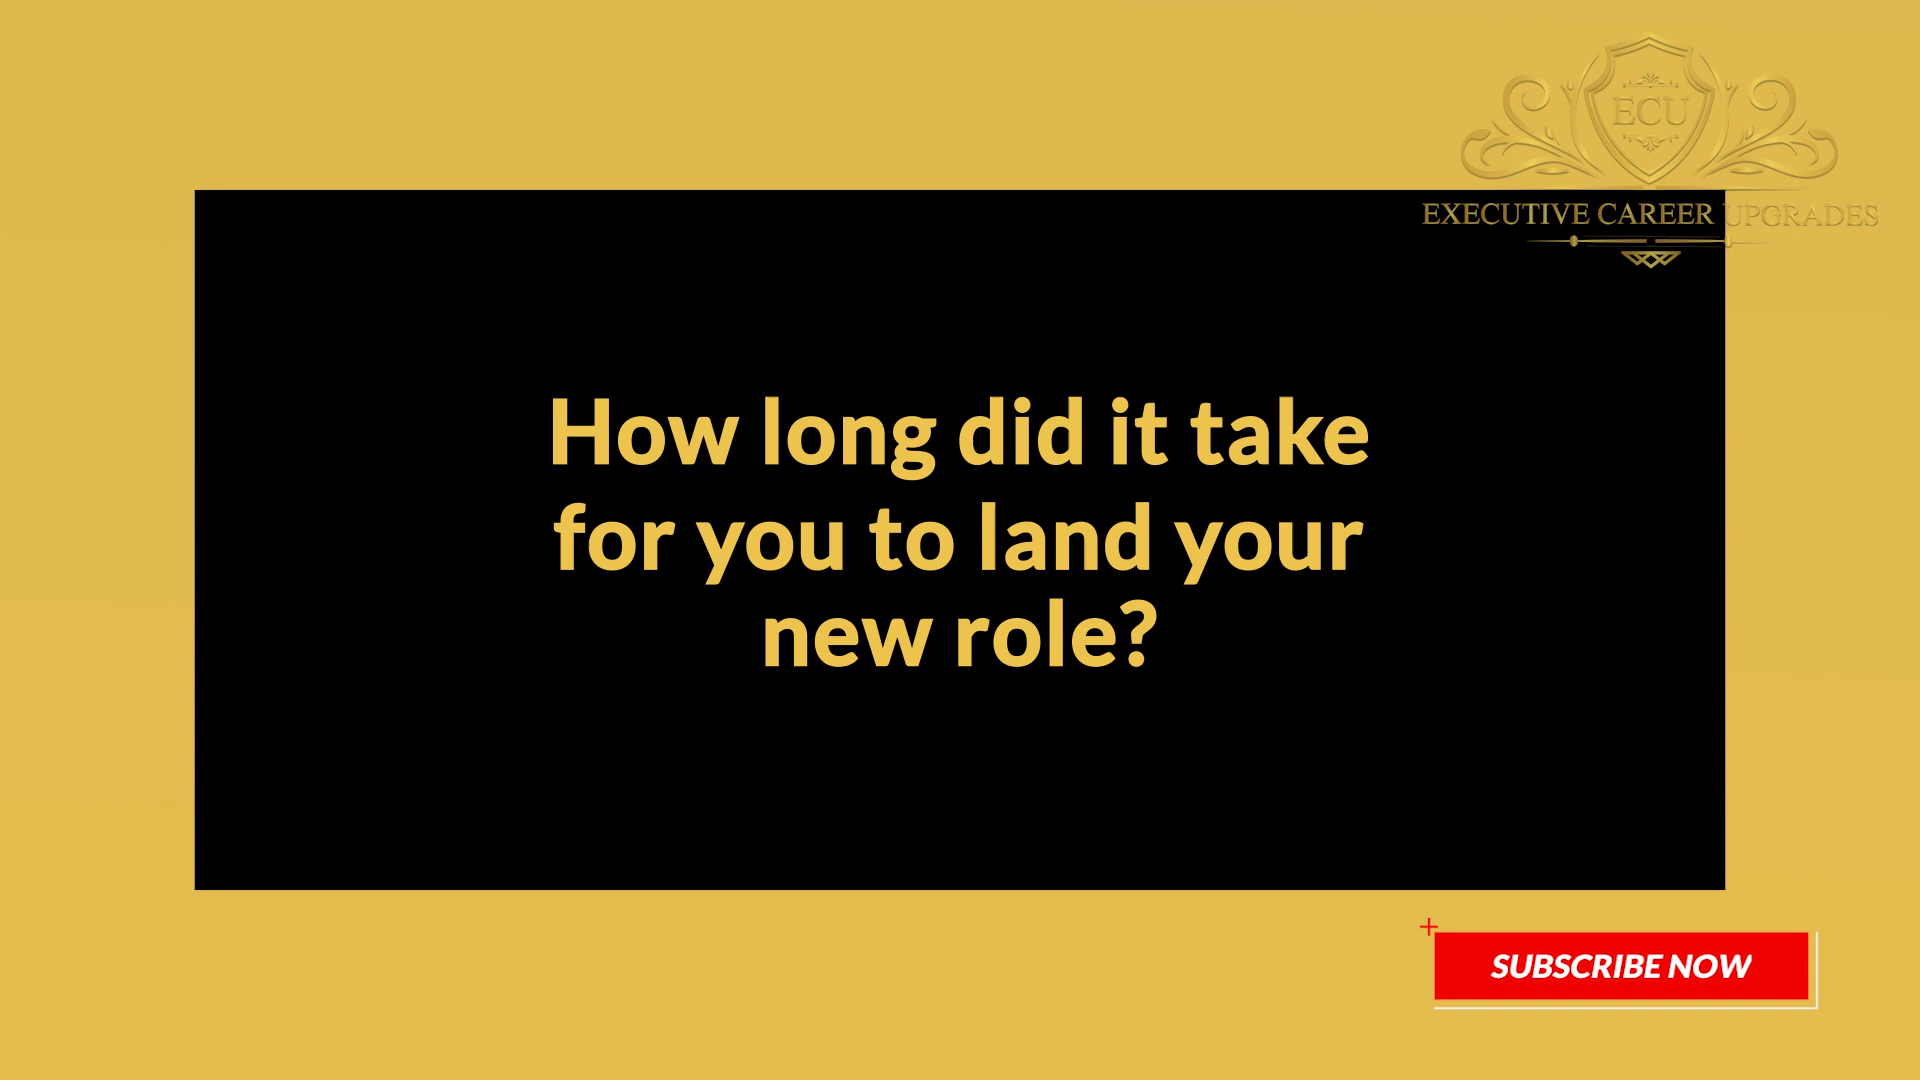 ECU
EXECUTIVE CAREER UPGRADES
How long did it take
for you to land your
new role?
SUBSCRIBE NOW